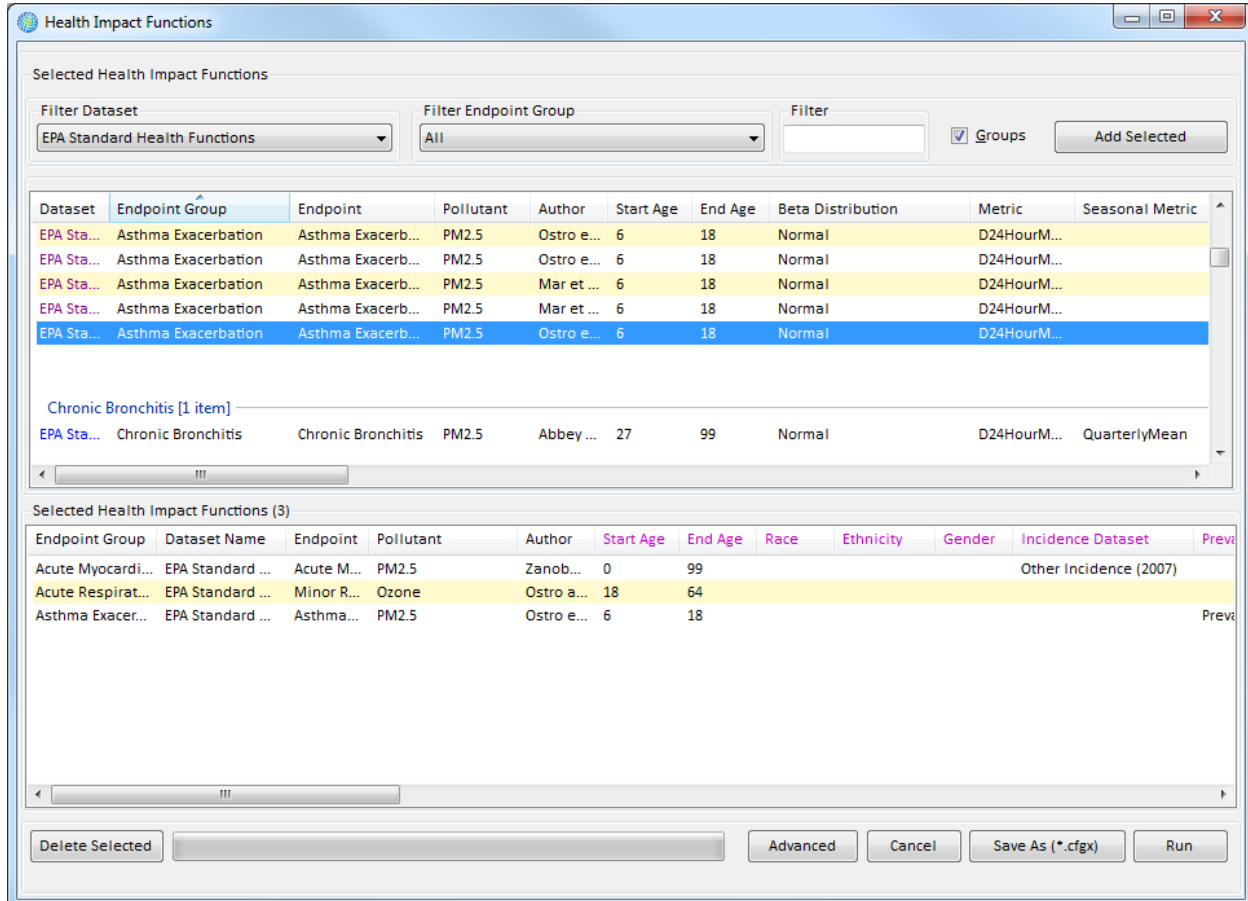 Health Impact Functions
Selected Health Impact Functions
Filter Dataset Filter Endpoint Group Filter
EPA Standard Health Functions All Groups Add Selected
Dataset Endpoint Group Endpoint Pollutant Author Start Age End Age Beta Distribution Metric Seasonal Metric
EPA Sta... Asthma Exacerbation Asthma Exacerb... PM2.5 Ostro e... 6 18 Normal D24HourM...
EPA Sta... Asthma Exacerbation Asthma Exacerb... PM2.5 Ostro e... 6 18 Normal D24HourM...
EPA Sta... Asthma Exacerbation Asthma Exacerb... PM2.5 Mar et ... 6 18 Normal D24HourM...
EPA Sta... Asthma Exacerbation Asthma Exacerb... PM2.5 Mar et ... 6 18 Normal D24HourM...
EPA Sta... Asthma Exacerbation Asthma Exacerb... PM2.5 Ostro e... 6 18 Normal D24HourM...
Chronic Bronchitis [1 item]
EPA Sta... Chronic Bronchitis Chronic Bronchitis PM2.5 Abbey ... 27 99 Normal D24HourM... QuarterlyMean
Selected Health Impact Functions (3)
Endpoint Group Dataset Name Endpoint Pollutant Author Start Age End Age Race Ethnicity Gender Incidence Dataset Preva
Acute Myocardi... EPA Standard ... Acute M... PM2.5 Zanob... 0 99 Other Incidence (2007)
Acute Respirat... EPA Standard ... Minor R... Ozone Ostro a... 18 64
Asthma Exacer... EPA Standard ... Asthma... PM2.5 Ostro e... 6 18 Preva
Delete Selected Advanced Cancel Save As (*.cfgx) Run